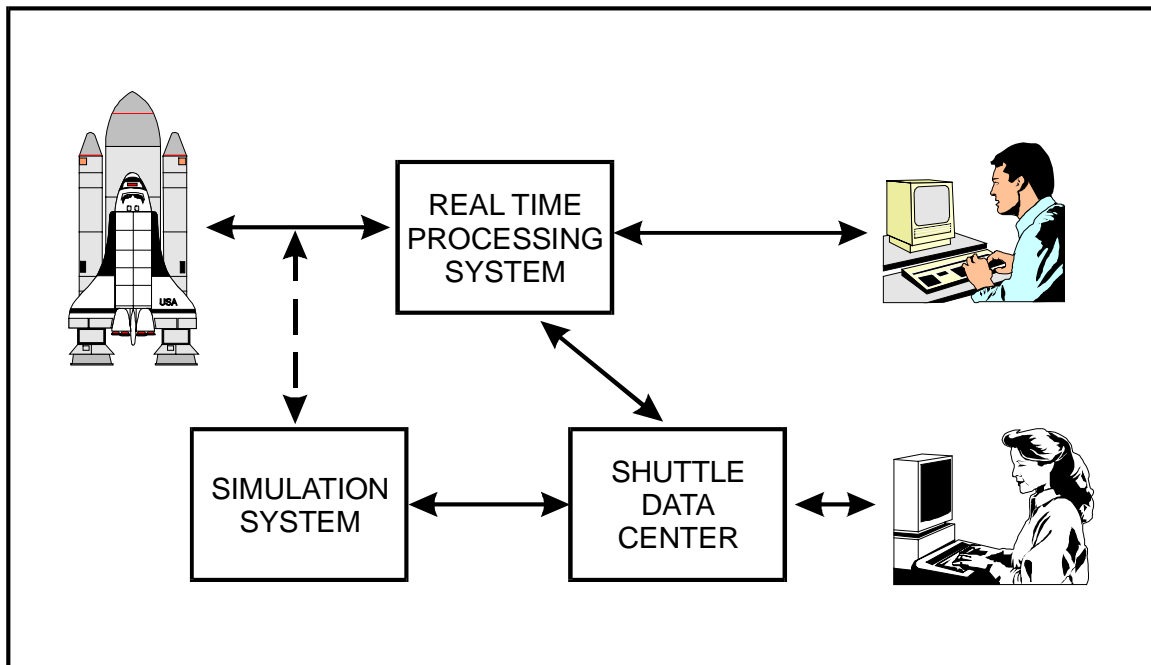 REAL TIME
PROCESSING
SYSTEM
USA
SIMULATION
SYSTEM
SHUTTLE
DATA
CENTER